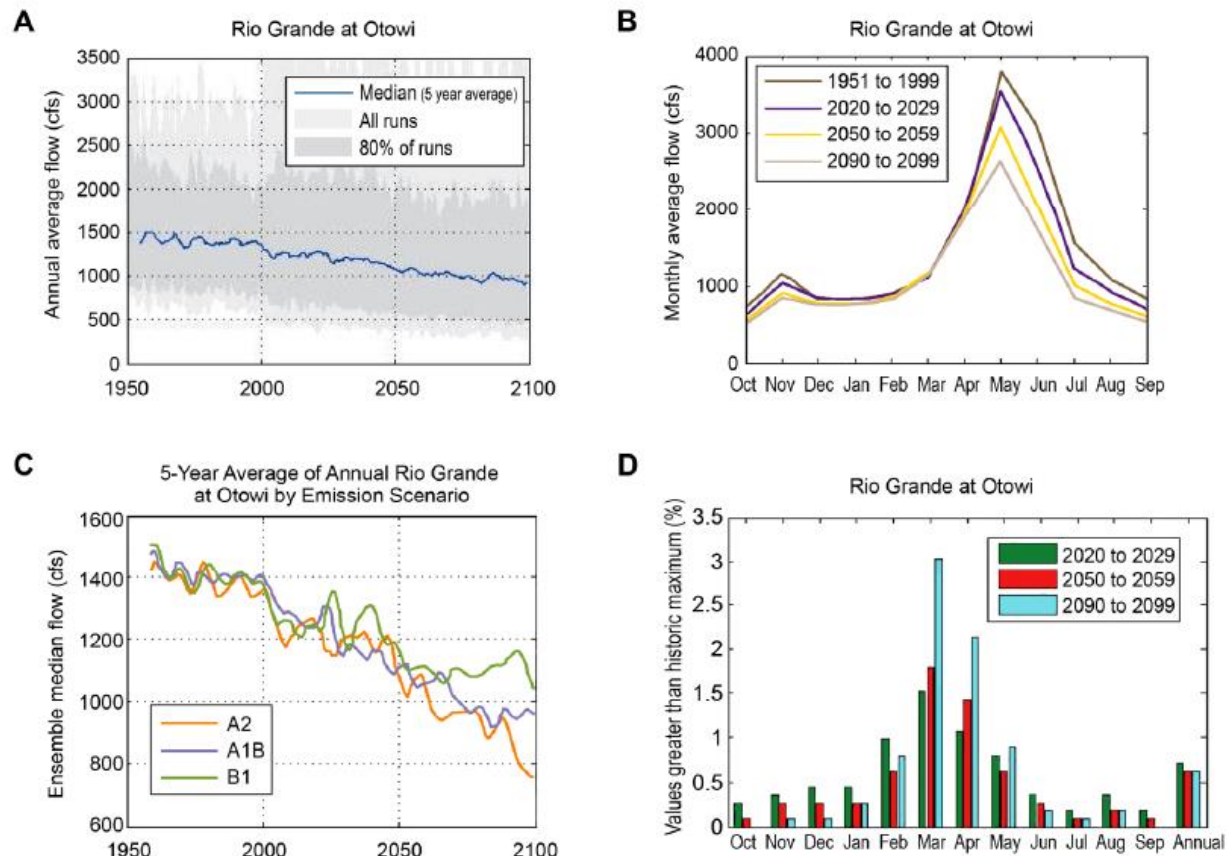 A
Rio Grande at Otowi
Annual average flow (cfs)
3500
3000
2500
2000
1500
1000
500
0
1950
2000
2050
2100
Median (5 year average)
All runs
80% of runs
B
Rio Grande at Otowi
Monthly average flow (cfs)
4000
3000
2000
1000
0
Oct Nov Dec Jan Feb Mar Apr May Jun Jul Aug Sep
1951 to 1999
2020 to 2029
2050 to 2059
2090 to 2099
C
5-Year Average of Annual Rio Grande
at Otowi by Emission Scenario
Ensemble median flow (cfs)
1600
1400
1200
1000
800
600
1950
2000
2050
2100
A2
A1B
B1
D
Rio Grande at Otowi
Values greater than historic maximum (%)
3.5
3
2.5
2
1.5
1
0.5
0
Oct Nov Dec Jan Feb Mar Apr May Jun Jul Aug Sep Annual
2020 to 2029
2050 to 2059
2090 to 2099